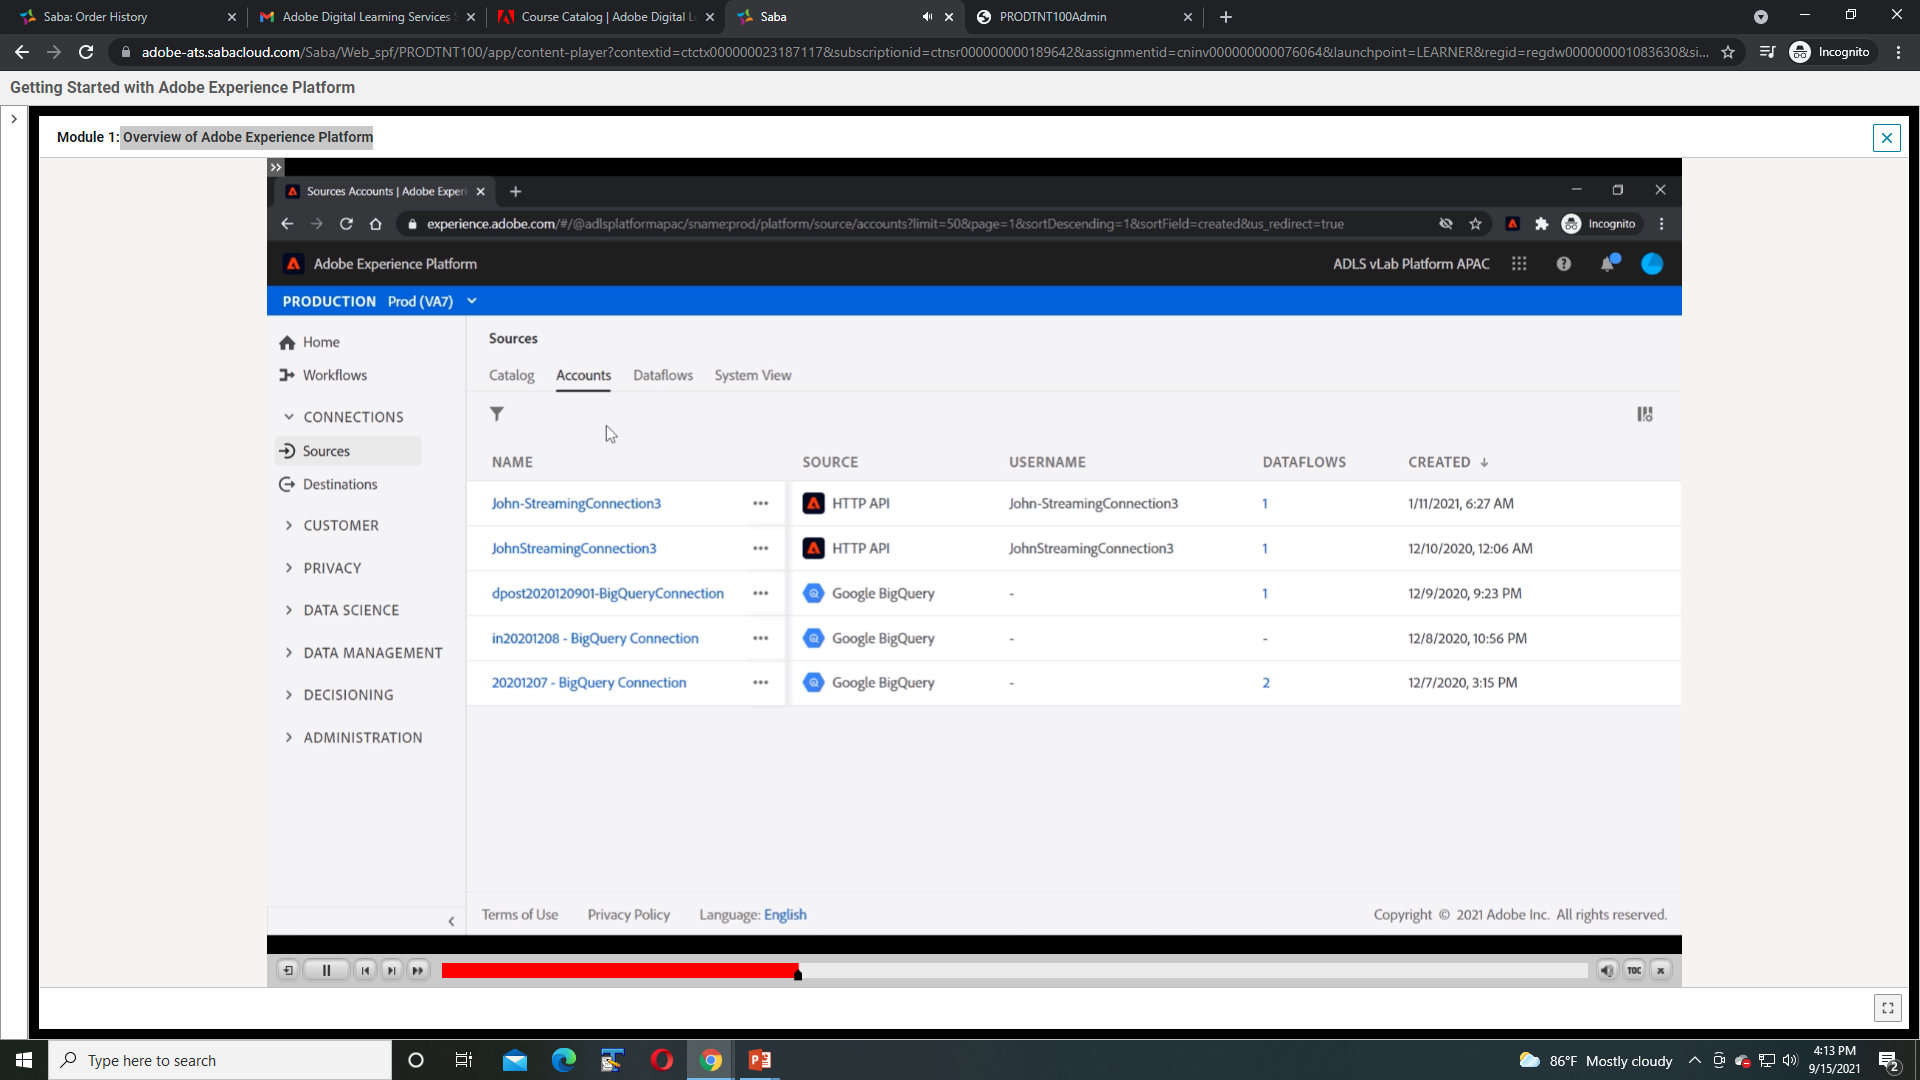 Saba: Order History
Adobe Digital Learning Services
Course Catalog | Adobe Digital L
Saba
PRODTNT100Admin
adobe-ats.sabacloud.com/Saba/Web_spf/PRODTNT100/app/content-player?contextid=ctctx000000023187117&subscriptionid=ctnsr000000000189642&assignmentid=cninv000000000076064&launchpoint=LEARNER&regid=regdw000000001083630&si...
Incognito
Getting Started with Adobe Experience Platform
Module 1: Overview of Adobe Experience Platform
Sources Accounts | Adobe Experi
experience.adobe.com/#/@adlsplatformapac/sname:prod/platform/source/accounts?limit=50&page=1&sortDescending=1&sortField=created&us_redirect=true
Incognito
Adobe Experience Platform
ADLS vLab Platform APAC
PRODUCTION Prod (VA7)
Home
Workflows
CONNECTIONS
Sources
Destinations
CUSTOMER
PRIVACY
DATA SCIENCE
DATA MANAGEMENT
DECISIONING
ADMINISTRATION
Sources
Catalog Accounts Dataflows System View
NAME SOURCE USERNAME DATAFLOWS CREATED ↓
John-StreamingConnection3 ••• HTTP API John-StreamingConnection3 1 1/11/2021, 6:27 AM
JohnStreamingConnection3 ••• HTTP API JohnStreamingConnection3 1 12/10/2020, 12:06 AM
dpost2020120901-BigQueryConnection ••• Google BigQuery - 1 12/9/2020, 9:23 PM
in20201208 - BigQuery Connection ••• Google BigQuery - - 12/8/2020, 10:56 PM
20201207 - BigQuery Connection ••• Google BigQuery - 2 12/7/2020, 3:15 PM
Terms of Use Privacy Policy Language: English
Copyright © 2021 Adobe Inc. All rights reserved.
TOC
Type here to search
86°F Mostly cloudy
4:13 PM
9/15/2021
2